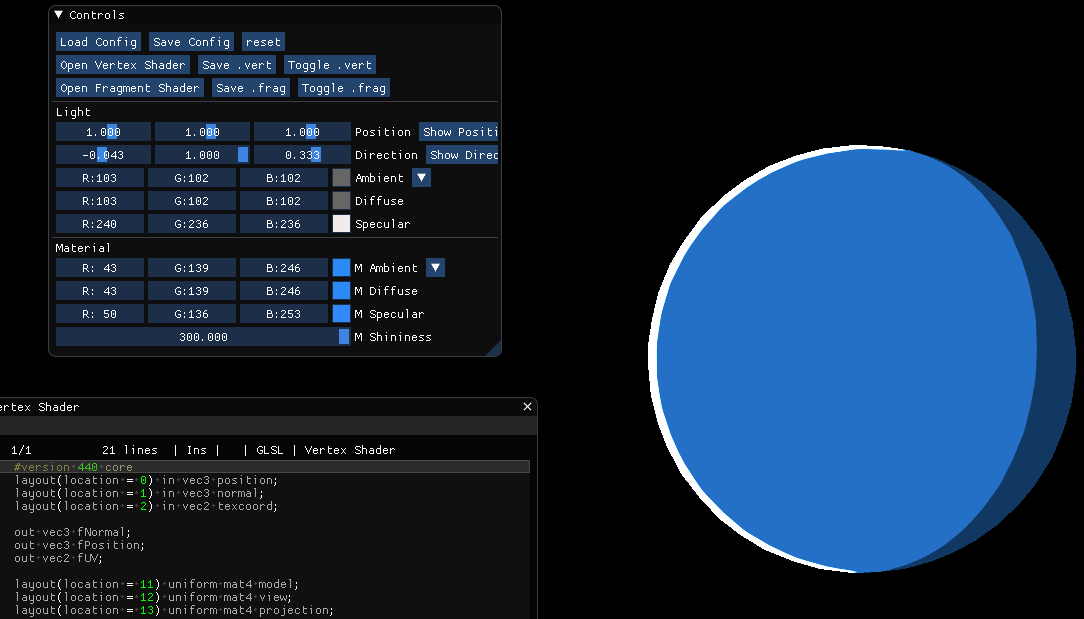 Controls
Load Config Save Config reset
Open Vertex Shader Save .vert Toggle .vert
Open Fragment Shader Save .frag Toggle .frag
Light
1.000 1.000 1.000 Position Show Positi
-0.043 1.000 0.333 Direction Show Direc
R:103 G:102 B:102 Ambient
R:103 G:102 B:102 Diffuse
R:240 G:236 B:236 Specular
Material
R: 43 G:139 B:246 M Ambient
R: 43 G:139 B:246 M Diffuse
R: 50 G:136 B:253 M Specular
300.000 M Shininess
ertex Shader
1/1 21 lines | Ins | | GLSL | Vertex Shader
#version 440 core
layout(location = 0) in vec3 position;
layout(location = 1) in vec3 normal;
layout(location = 2) in vec2 texcoord;
out vec3 fNormal;
out vec3 fPosition;
out vec2 fUV;
layout(location = 11) uniform mat4 model;
layout(location = 12) uniform mat4 view;
layout(location = 13) uniform mat4 projection;